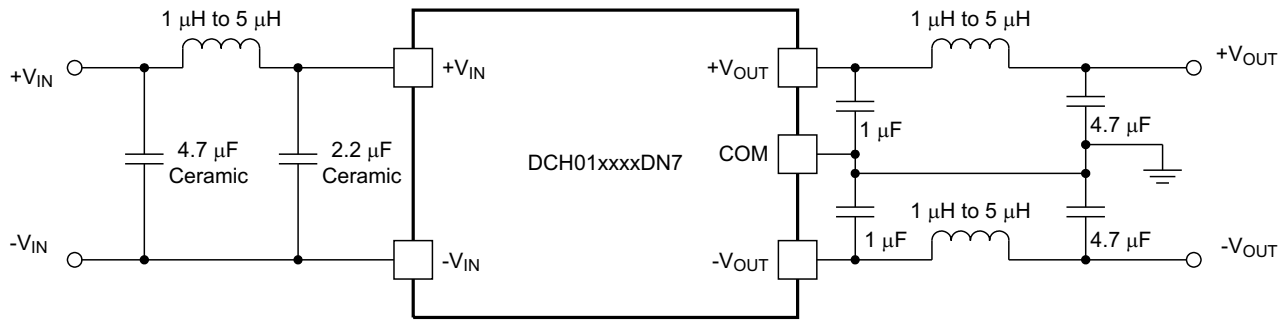 1 μH to 5 μH
+VIN
4.7 μF
Ceramic
2.2 μF
Ceramic
-VIN
+VIN
-VIN
DCH01xxxxDN7
+VOUT
COM
-VOUT
1 μH to 5 μH
+VOUT
1 μF
4.7 μF
1 μH to 5 μH
1 μF
4.7 μF
-VOUT